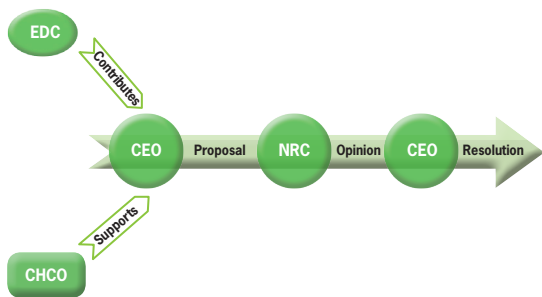 EDC
Contributes
CEO
Proposal
NRC
Opinion
CEO
Resolution
Supports
CHCO